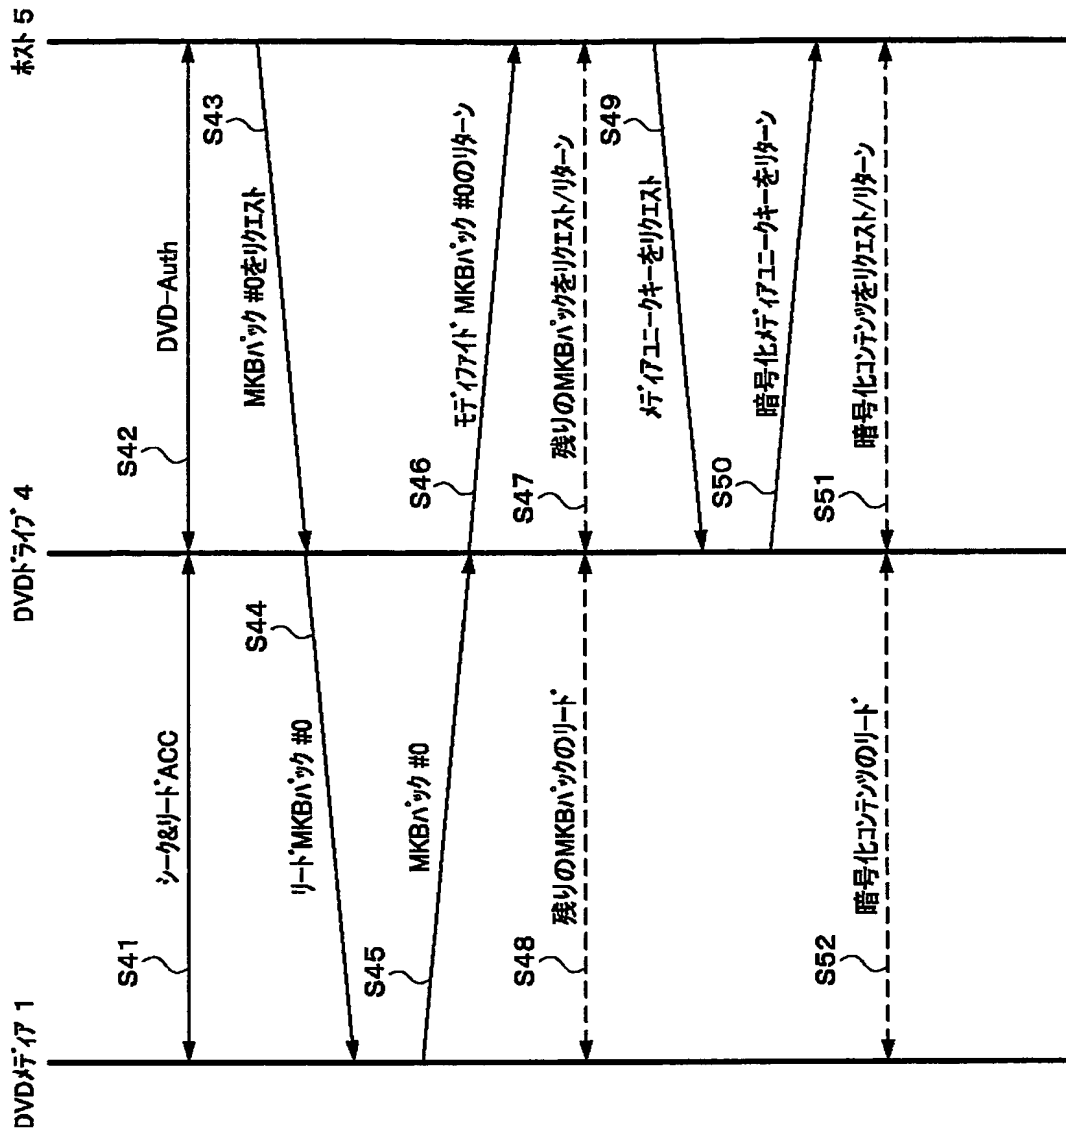 DVDメディア 1
DVDドライブ 4
ホスト 5
S41
シーク&リードACC
S42
DVD-Auth
S43
MKBパック #0をリクエスト
S44
リードMKBパック #0
S45
MKBパック #0
S46
モディファイド MKBパック #0のリターン
S47
残りのMKBパックをリクエスト/リターン
S48
残りのMKBパックのリード
S49
メディアユニークキーをリクエスト
S50
暗号化メディアユニークキーをリターン
S51
暗号化コンテンツをリクエスト/リターン
S52
暗号化コンテンツのリード